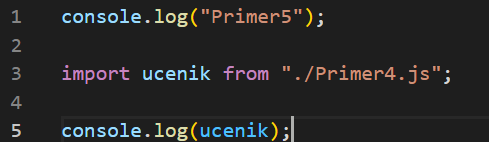 1 console.log("Primer5");
2
3 import ucenik from "./Primer4.js";
4
5 console.log(ucenik);